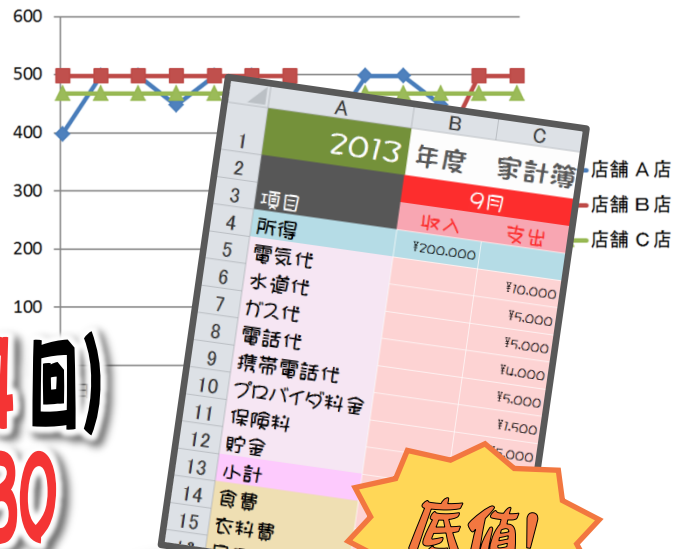 600
500
400
300
200
100
店舗 A 店
店舗 B 店
店舗 C 店
A B C
1 2013 年度 家計簿
2 9月
3 項目 収入 支出
4 所得 ¥200.000
5 電気代 ¥10.000
6 水道代 ¥5.000
7 ガス代 ¥5.000
8 電話代 ¥4.000
9 携帯電話代 ¥5.000
10 プロバイダ料金 ¥1.500
11 保険料
12 貯金
13 小計
14 食費
15 衣料費
回)
80
底値!